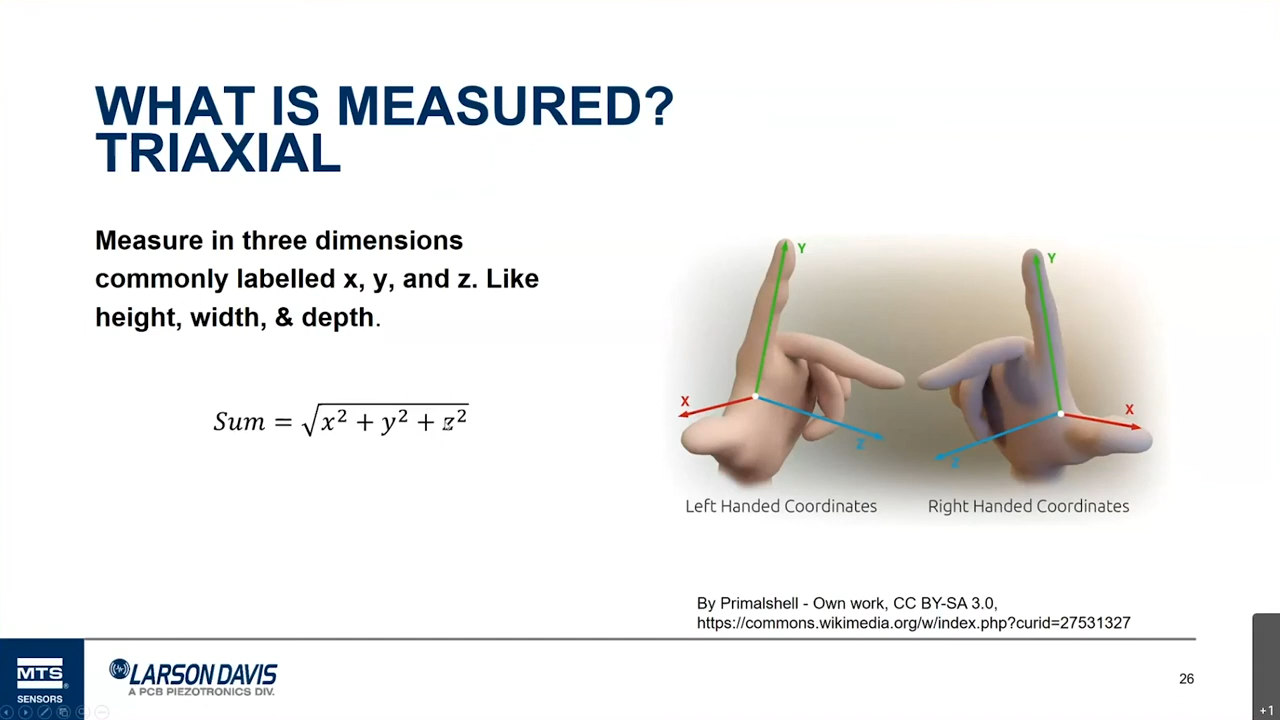 WHAT IS MEASURED?
TRIAXIAL
Measure in three dimensions
commonly labelled x, y, and z. Like
height, width, & depth.
Sum = √x² + y² + z²
Y
X
Z
Left Handed Coordinates
Y
X
Z
Right Handed Coordinates
By Primalshell - Own work, CC BY-SA 3.0,
https://commons.wikimedia.org/w/index.php?curid=27531327
MTS
SENSORS
LARSON DAVIS
A PCB PIEZOTRONICS DIV.
26
+1